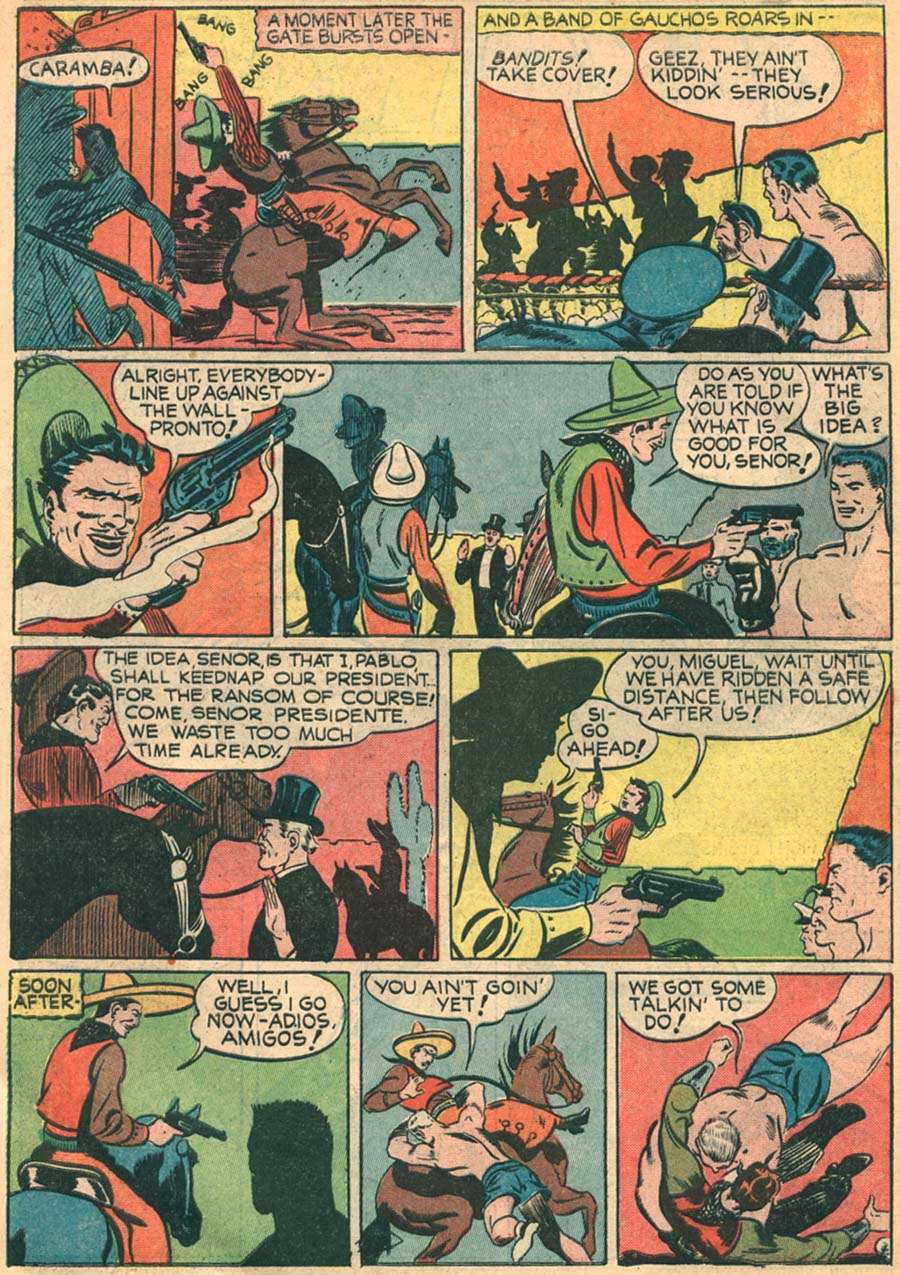 CARAMBA!
BANG
BANG
BANG
BANG
A MOMENT LATER THE
GATE BURSTS OPEN-
AND A BAND OF GAUCHOS ROARS IN--
BANDITS!
TAKE COVER!
GEEZ, THEY AIN'T
KIDDIN' -- THEY
LOOK SERIOUS!
ALRIGHT, EVERYBODY-
LINE UP AGAINST
THE WALL-
PRONTO!
DO AS YOU
ARE TOLD IF
YOU KNOW
WHAT IS
GOOD FOR
YOU, SENOR!
WHAT'S
THE
BIG
IDEA?
THE IDEA, SENOR, IS THAT I, PABLO,
SHALL KEEDNAP OUR PRESIDENT
FOR THE RANSOM OF COURSE!
COME, SENOR PRESIDENTE,
WE WASTE TOO MUCH
TIME ALREADY.
YOU, MIGUEL, WAIT UNTIL
WE HAVE RIDDEN A SAFE
DISTANCE, THEN FOLLOW
AFTER US!
SI-
GO
AHEAD!
SOON
AFTER-
WELL, I
GUESS I GO
NOW-ADIOS,
AMIGOS!
YOU AIN'T GOIN'
YET!
WE GOT SOME
TALKIN' TO
DO!